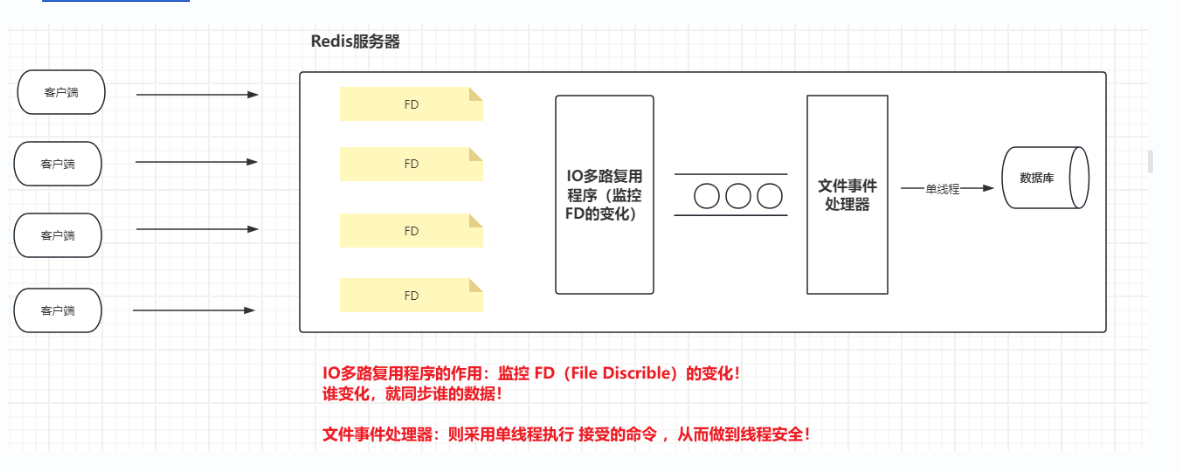 Redis服务器
客户端
客户端
客户端
客户端
FD
FD
FD
FD
IO多路复用
程序（监控
FD的变化）
文件事件
处理器
单线程
数据库
IO多路复用程序的作用：监控 FD（File Discrible）的变化！
谁变化，就同步谁的数据！
文件事件处理器：则采用单线程执行 接受的命令 ，从而做到线程安全！